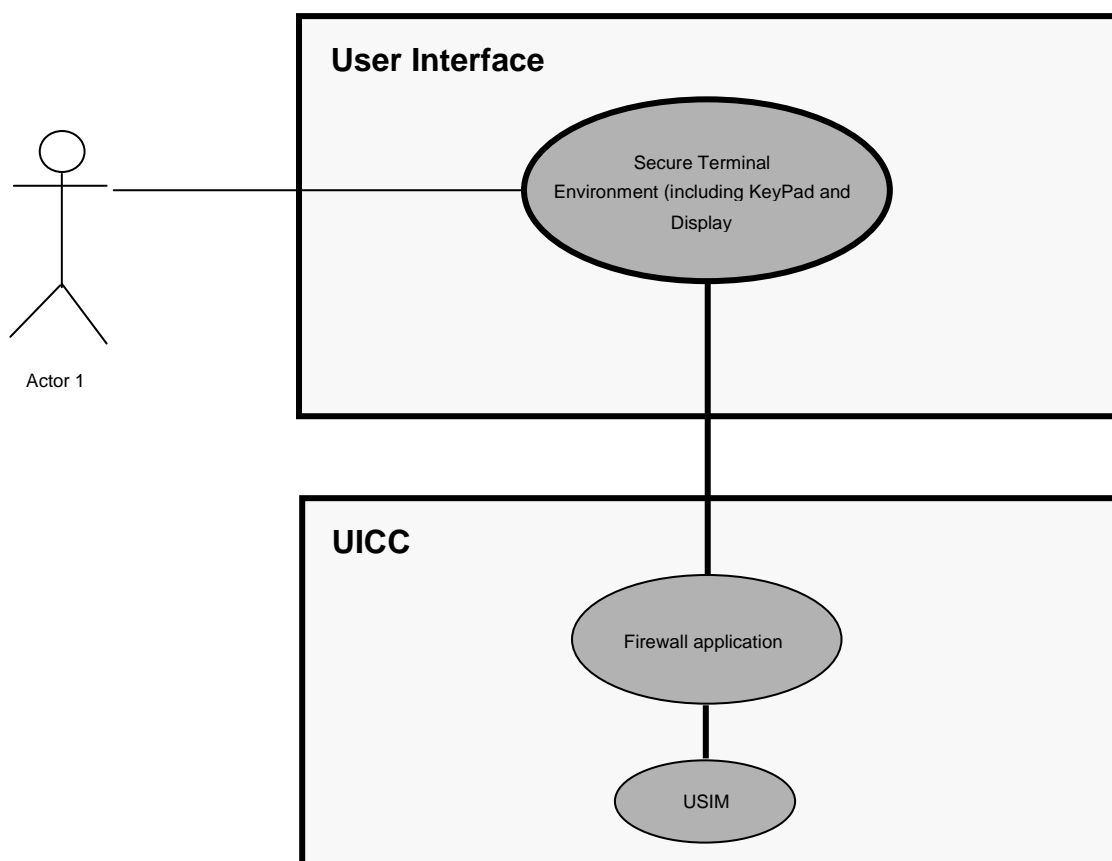 User Interface
Secure Terminal
Environment (including KeyPad and
Display
Actor 1
UICC
Firewall application
USIM